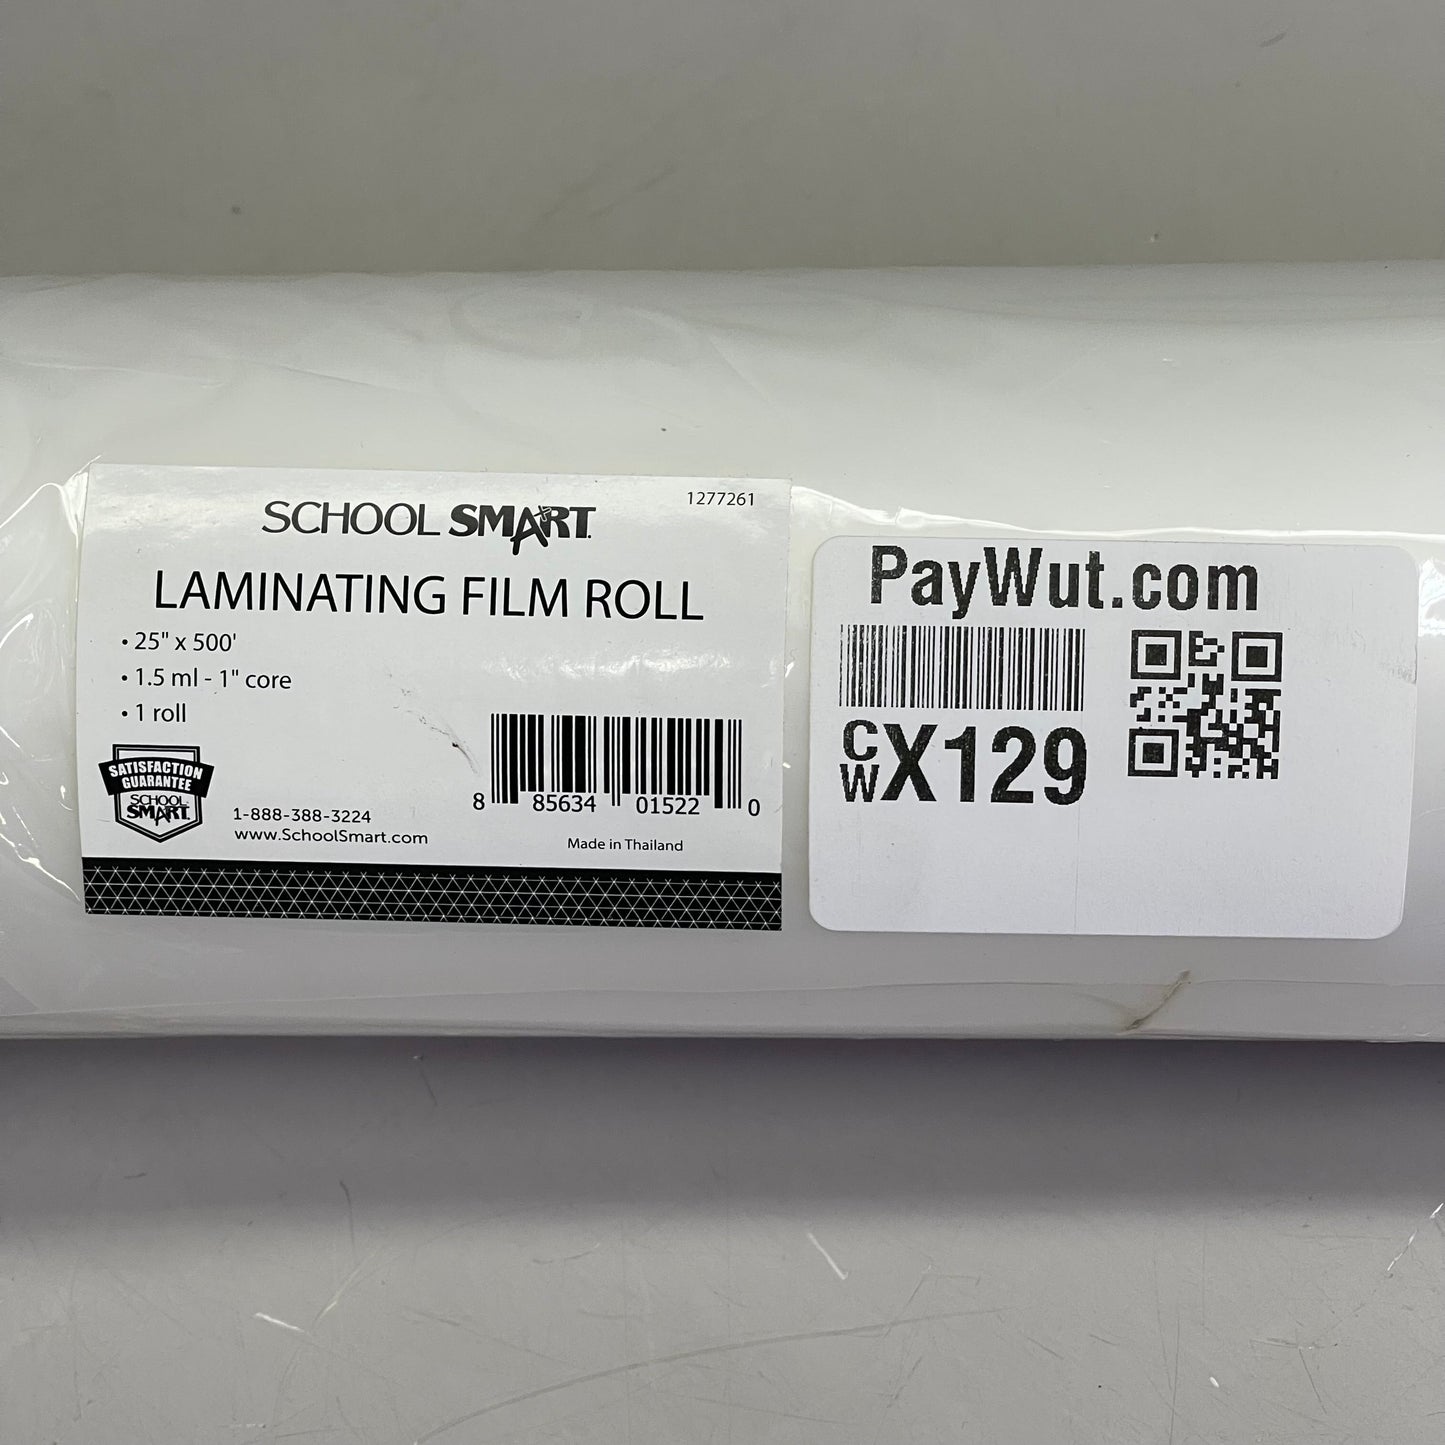 SCHOOL SMART
1277261
LAMINATING FILM ROLL
• 25" x 500'
• 1.5 ml - 1" core
• 1 roll
SATISFACTION
GUARANTEE
SCHOOL
SMART
1-888-388-3224
www.SchoolSmart.com
8 85634 01522 0
Made in Thailand
PayWut.com
CW X129